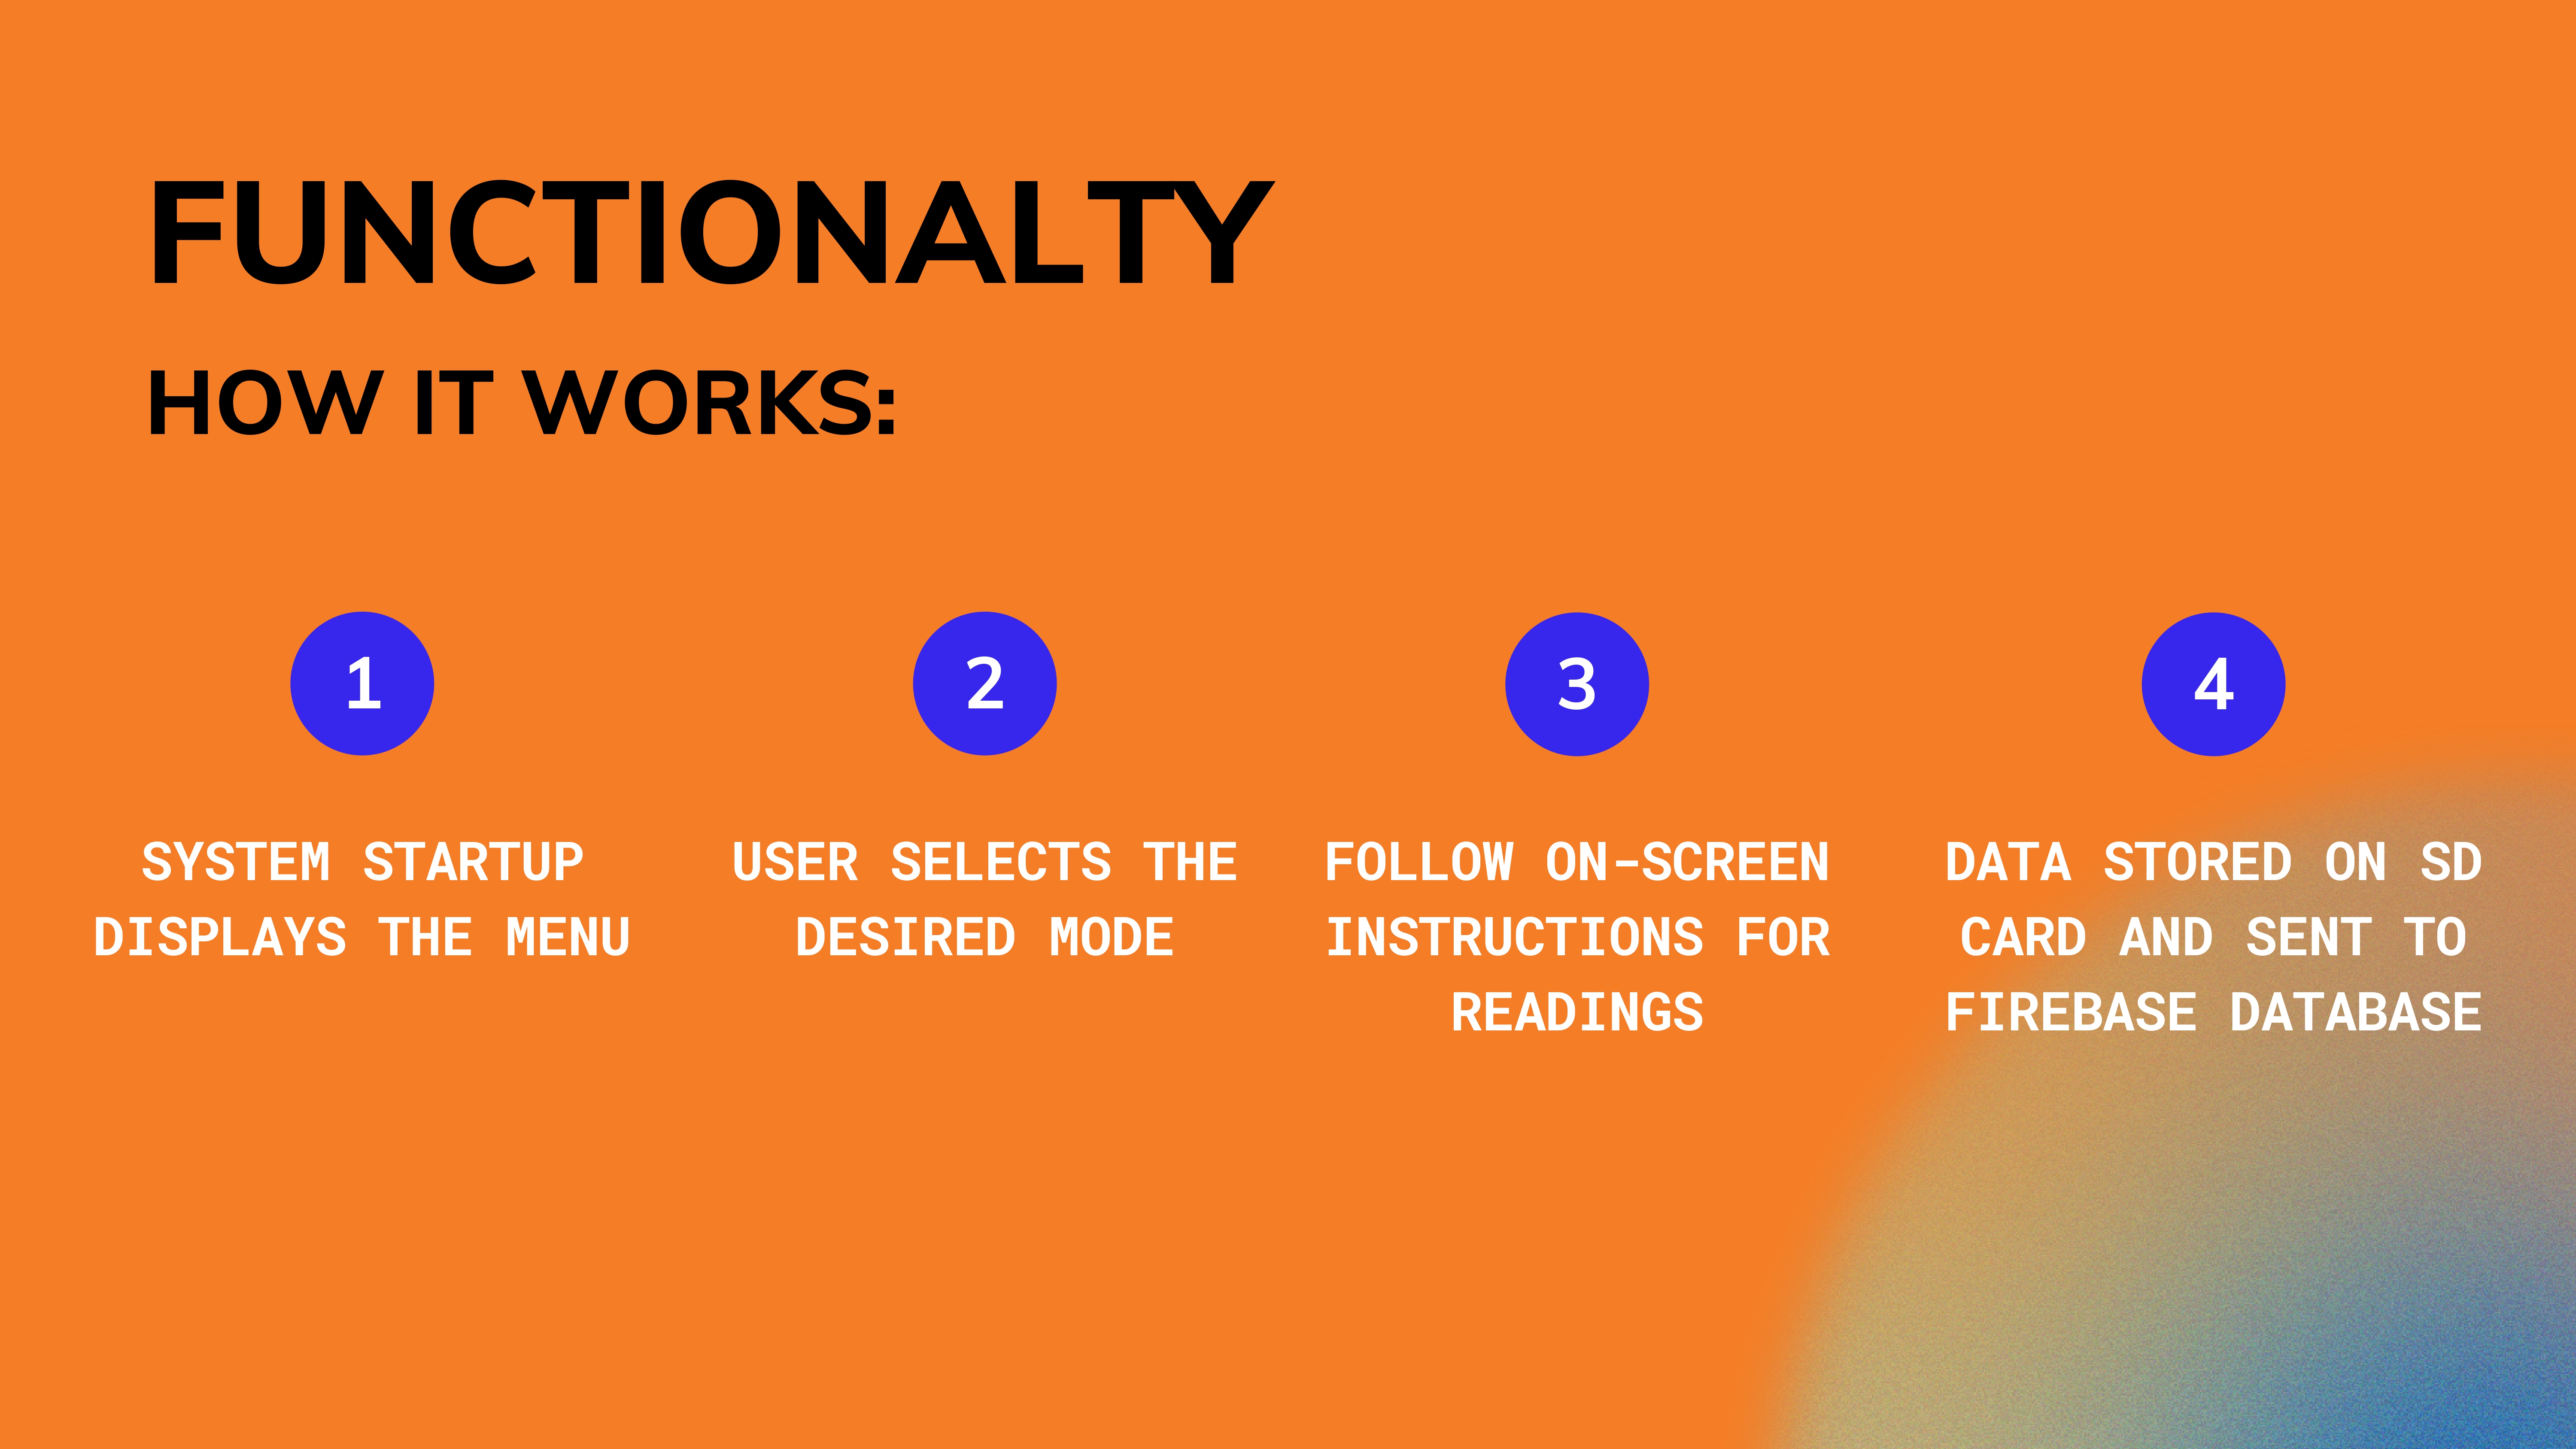 FUNCTIONALTY
HOW IT WORKS:
1
SYSTEM STARTUP
DISPLAYS THE MENU
2
USER SELECTS THE
DESIRED MODE
3
FOLLOW ON-SCREEN
INSTRUCTIONS FOR
READINGS
4
DATA STORED ON SD
CARD AND SENT TO
FIREBASE DATABASE